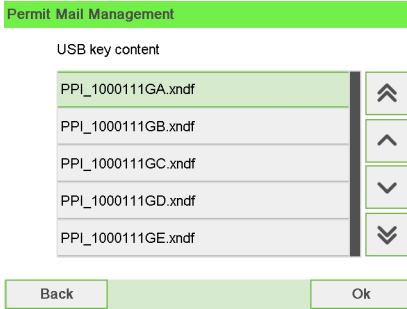 Permit Mail Management
USB key content
PPI_1000111GA.xndf
PPI_1000111GB.xndf
PPI_1000111GC.xndf
PPI_1000111GD.xndf
PPI_1000111GE.xndf
Back
Ok